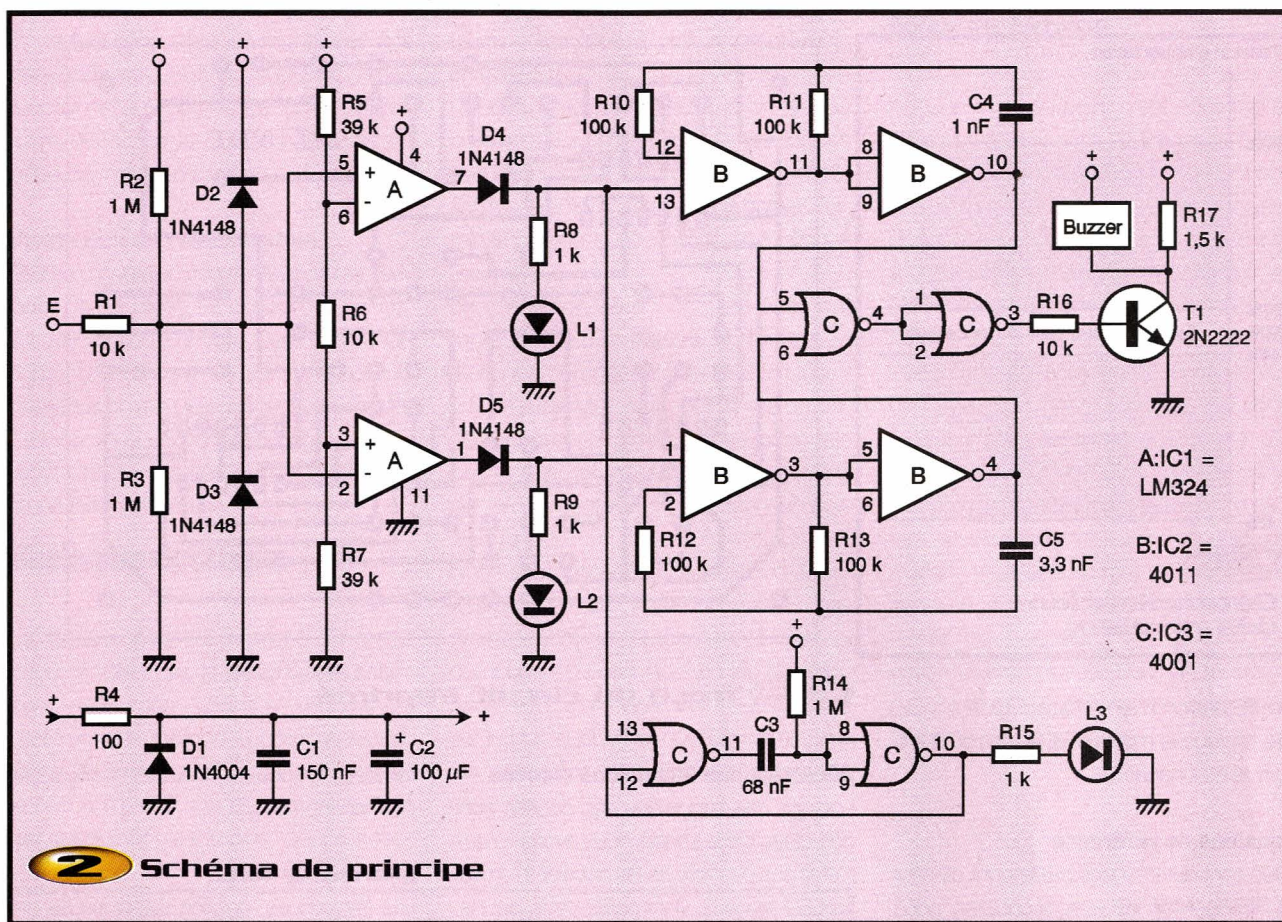 +
+
+
R5
39 k
+
4
R2
1 M
D2
1N4148
5
+
-
6
A
7
D4
1N4148
R8
1 k
L1
R10
100 k
R11
100 k
C4
1 nF
12
13
B
11
8
9
B
10
+
Buzzer
+
R17
1,5 k
E
R1
10 k
R6
10 k
5
6
C
4
1
2
C
3
R16
10 k
T1
2N2222
R3
1 M
D3
1N4148
3
+
-
2
A
1
11
D5
1N4148
R9
1 k
L2
R7
39 k
1
2
B
3
5
6
B
4
R12
100 k
R13
100 k
C5
3,3 nF
A:IC1 =
LM324
B:IC2 =
4011
C:IC3 =
4001
+
R4
100
D1
1N4004
C1
150 nF
+
C2
100 µF
+
13
12
C
11
C3
68 nF
+
R14
1 M
8
9
C
10
R15
1 k
L3
2 Schéma de principe